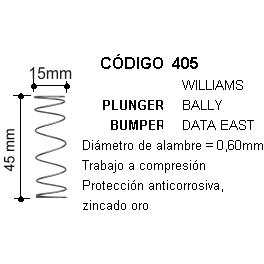 CÓDIGO 405
15mm
WILLIAMS
PLUNGER BALLY
BUMPER DATA EAST
45 mm
Diámetro de alambre = 0,60mm
Trabajo a compresión
Protección anticorrosiva,
zincado oro